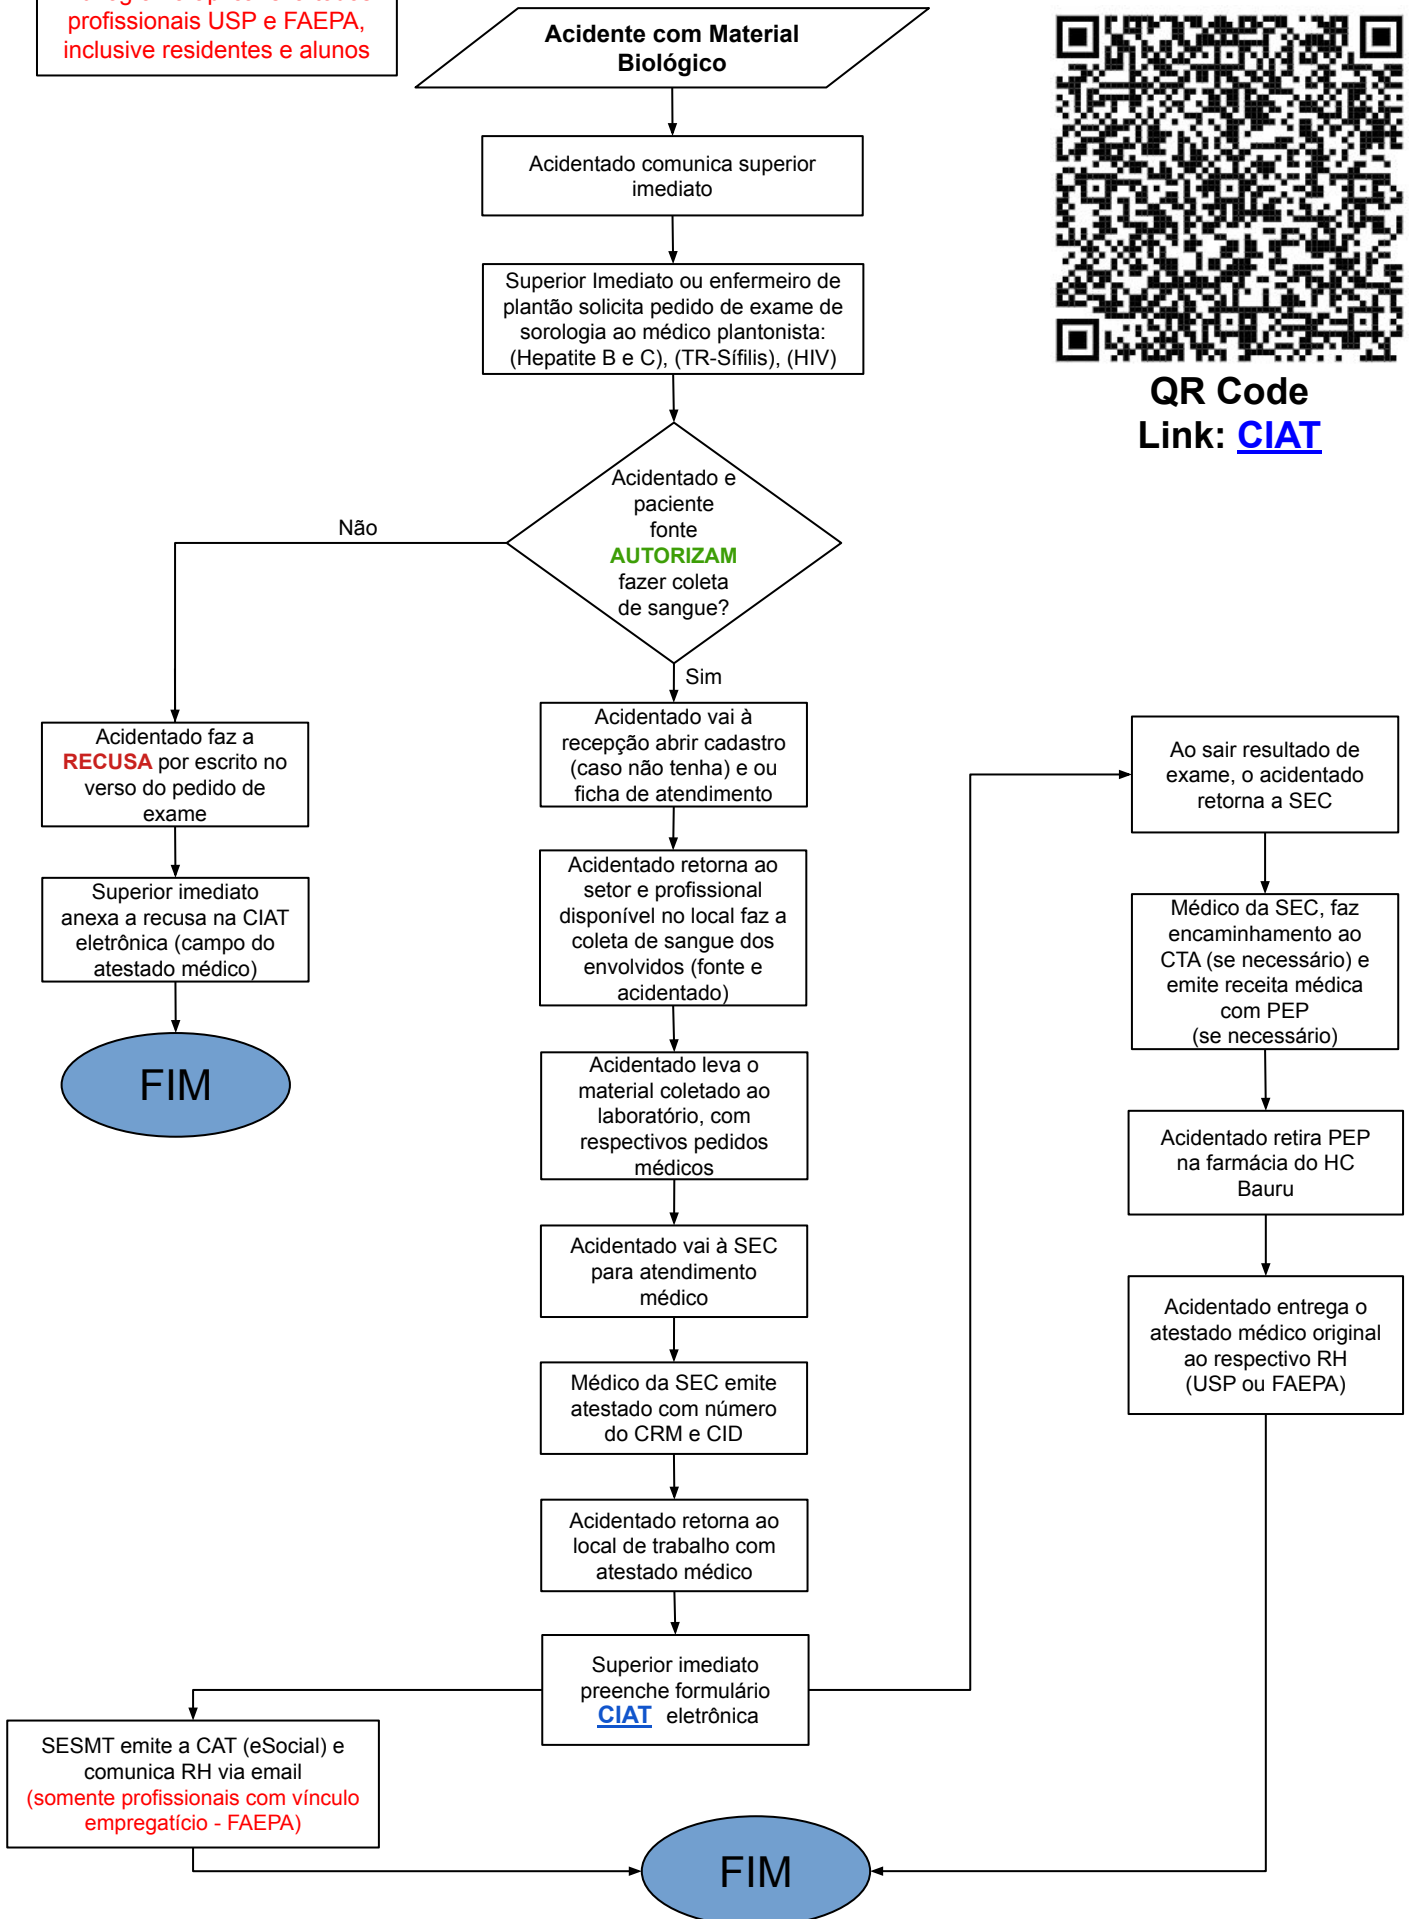 profissionais USP e FAEPA,
inclusive residentes e alunos
Acidente com Material
Biológico
Acidentado comunica superior
imediato
Superior Imediato ou enfermeiro de
plantão solicita pedido de exame de
sorologia ao médico plantonista:
(Hepatite B e C), (TR-Sífilis), (HIV)
QR Code
Link: CIAT
Acidentado e
paciente
fonte
AUTORIZAM
fazer coleta
de sangue?
Não
Sim
Acidentado faz a
RECUSA por escrito no
verso do pedido de
exame
Superior imediato
anexa a recusa na CIAT
eletrônica (campo do
atestado médico)
FIM
Acidentado vai à
recepção abrir cadastro
(caso não tenha) e ou
ficha de atendimento
Acidentado retorna ao
setor e profissional
disponível no local faz a
coleta de sangue dos
envolvidos (fonte e
acidentado)
Acidentado leva o
material coletado ao
laboratório, com
respectivos pedidos
médicos
Acidentado vai à SEC
para atendimento
médico
Médico da SEC emite
atestado com número
do CRM e CID
Acidentado retorna ao
local de trabalho com
atestado médico
Superior imediato
preenche formulário
CIAT eletrônica
Ao sair resultado de
exame, o acidentado
retorna a SEC
Médico da SEC, faz
encaminhamento ao
CTA (se necessário) e
emite receita médica
com PEP
(se necessário)
Acidentado retira PEP
na farmácia do HC
Bauru
Acidentado entrega o
atestado médico original
ao respectivo RH
(USP ou FAEPA)
SESMT emite a CAT (eSocial) e
comunica RH via email
(somente profissionais com vínculo
empregatício - FAEPA)
FIM